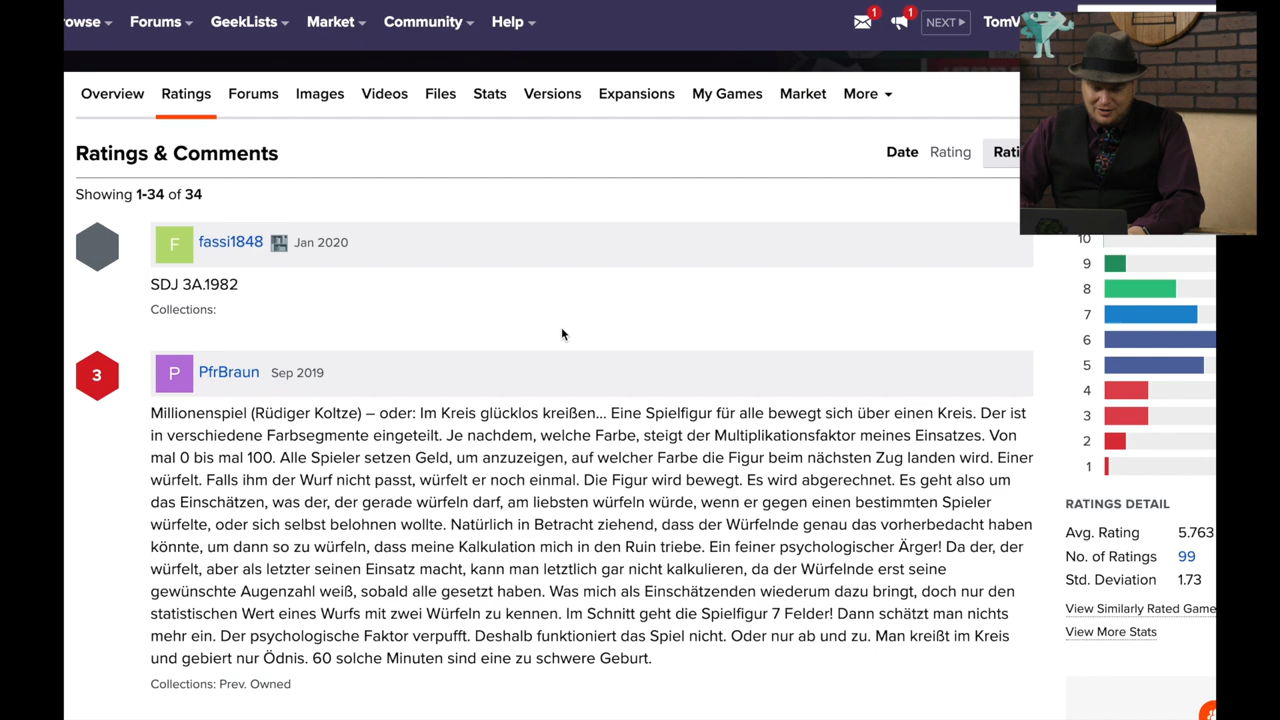 rowse Forums GeekLists Market Community Help 1 1 NEXT TomV
Overview Ratings Forums Images Videos Files Stats Versions Expansions My Games Market More
Ratings & Comments Date Rating Rati
Showing 1-34 of 34
F fassi1848 Jan 2020
SDJ 3A.1982
Collections:
3 P PfrBraun Sep 2019
Millionenspiel (Rüdiger Koltze) – oder: Im Kreis glücklos kreißen... Eine Spielfigur für alle bewegt sich über einen Kreis. Der ist
in verschiedene Farbsegmente eingeteilt. Je nachdem, welche Farbe, steigt der Multiplikationsfaktor meines Einsatzes. Von
mal 0 bis mal 100. Alle Spieler setzen Geld, um anzuzeigen, auf welcher Farbe die Figur beim nächsten Zug landen wird. Einer
würfelt. Falls ihm der Wurf nicht passt, würfelt er noch einmal. Die Figur wird bewegt. Es wird abgerechnet. Es geht also um
das Einschätzen, was der, der gerade würfeln darf, am liebsten würfeln würde, wenn er gegen einen bestimmten Spieler
würfelte, oder sich selbst belohnen wollte. Natürlich in Betracht ziehend, dass der Würfelnde genau das vorherbedacht haben
könnte, um dann so zu würfeln, dass meine Kalkulation mich in den Ruin triebe. Ein feiner psychologischer Ärger! Da der, der
würfelt, aber als letzter seinen Einsatz macht, kann man letztlich gar nicht kalkulieren, da der Würfelnde erst seine
gewünschte Augenzahl weiß, sobald alle gesetzt haben. Was mich als Einschätzenden wiederum dazu bringt, doch nur den
statistischen Wert eines Wurfs mit zwei Würfeln zu kennen. Im Schnitt geht die Spielfigur 7 Felder! Dann schätzt man nichts
mehr ein. Der psychologische Faktor verpufft. Deshalb funktioniert das Spiel nicht. Oder nur ab und zu. Man kreißt im Kreis
und gebiert nur Ödnis. 60 solche Minuten sind eine zu schwere Geburt.
Collections: Prev. Owned
10
9
8
7
6
5
4
3
2
1
RATINGS DETAIL
Avg. Rating 5.763
No. of Ratings 99
Std. Deviation 1.73
View Similarly Rated Game
View More Stats